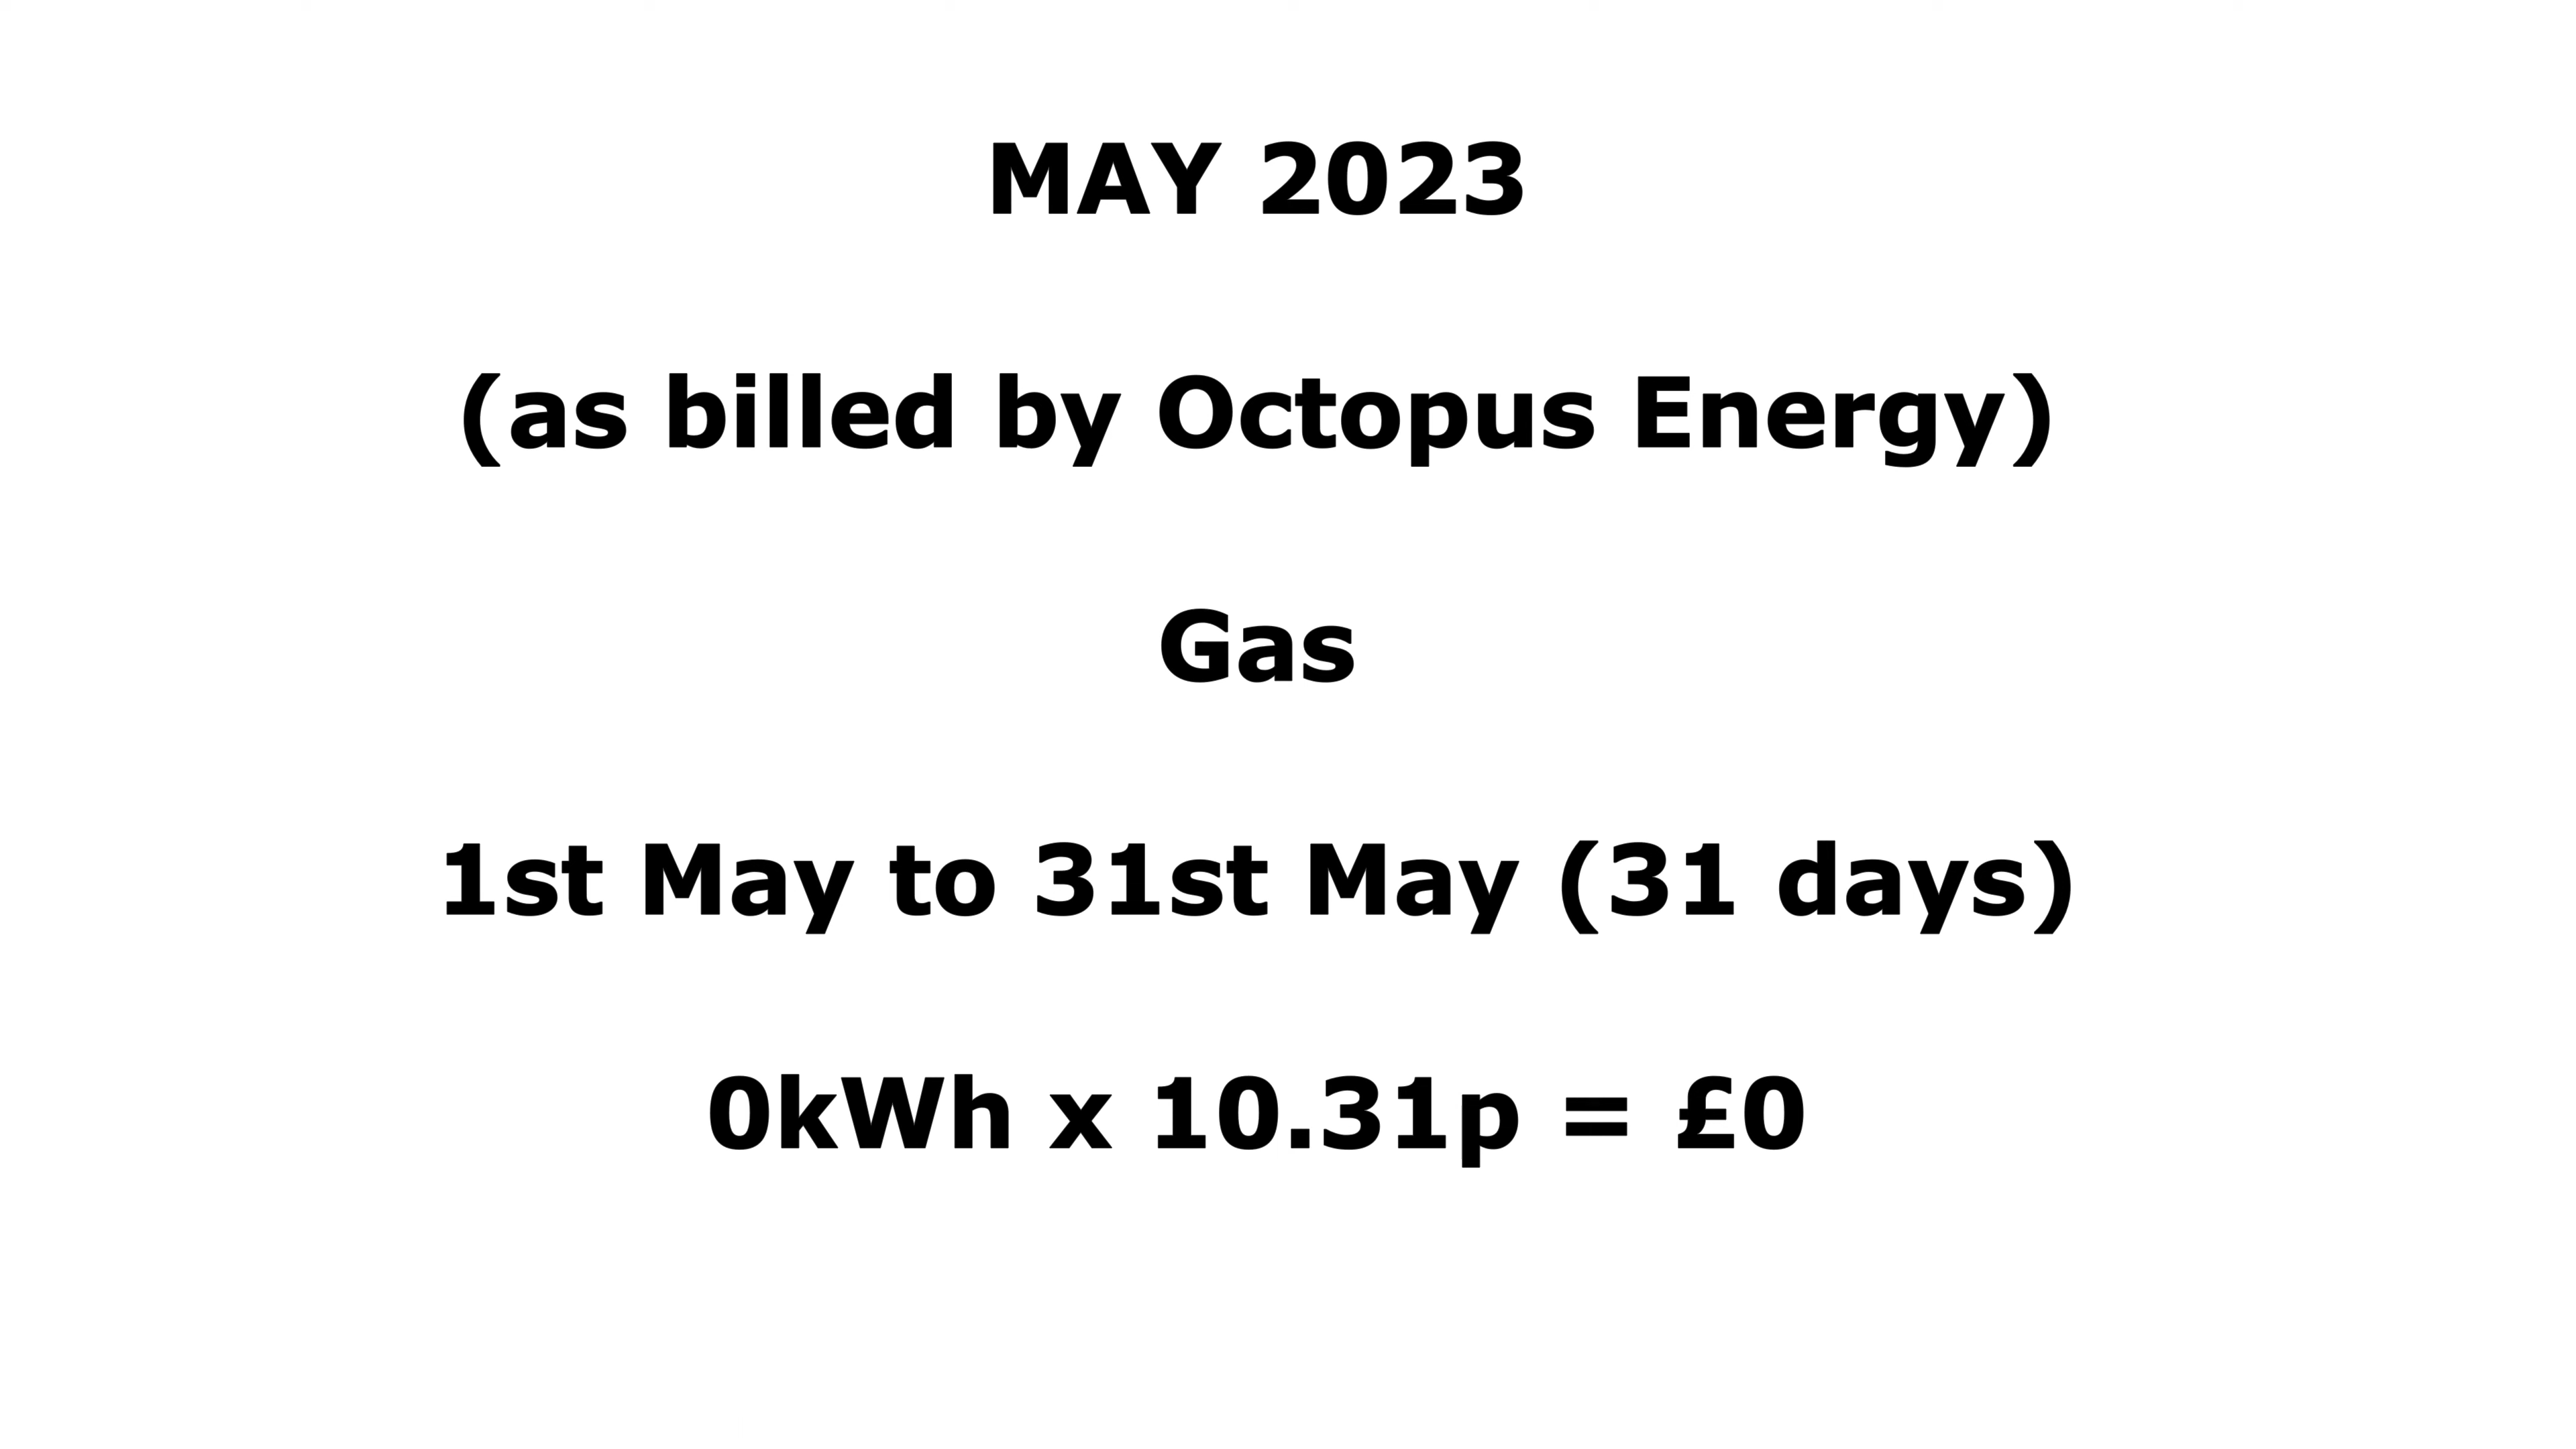 MAY 2023
(as billed by Octopus Energy)
Gas
1st May to 31st May (31 days)
0kWh x 10.31p = £0